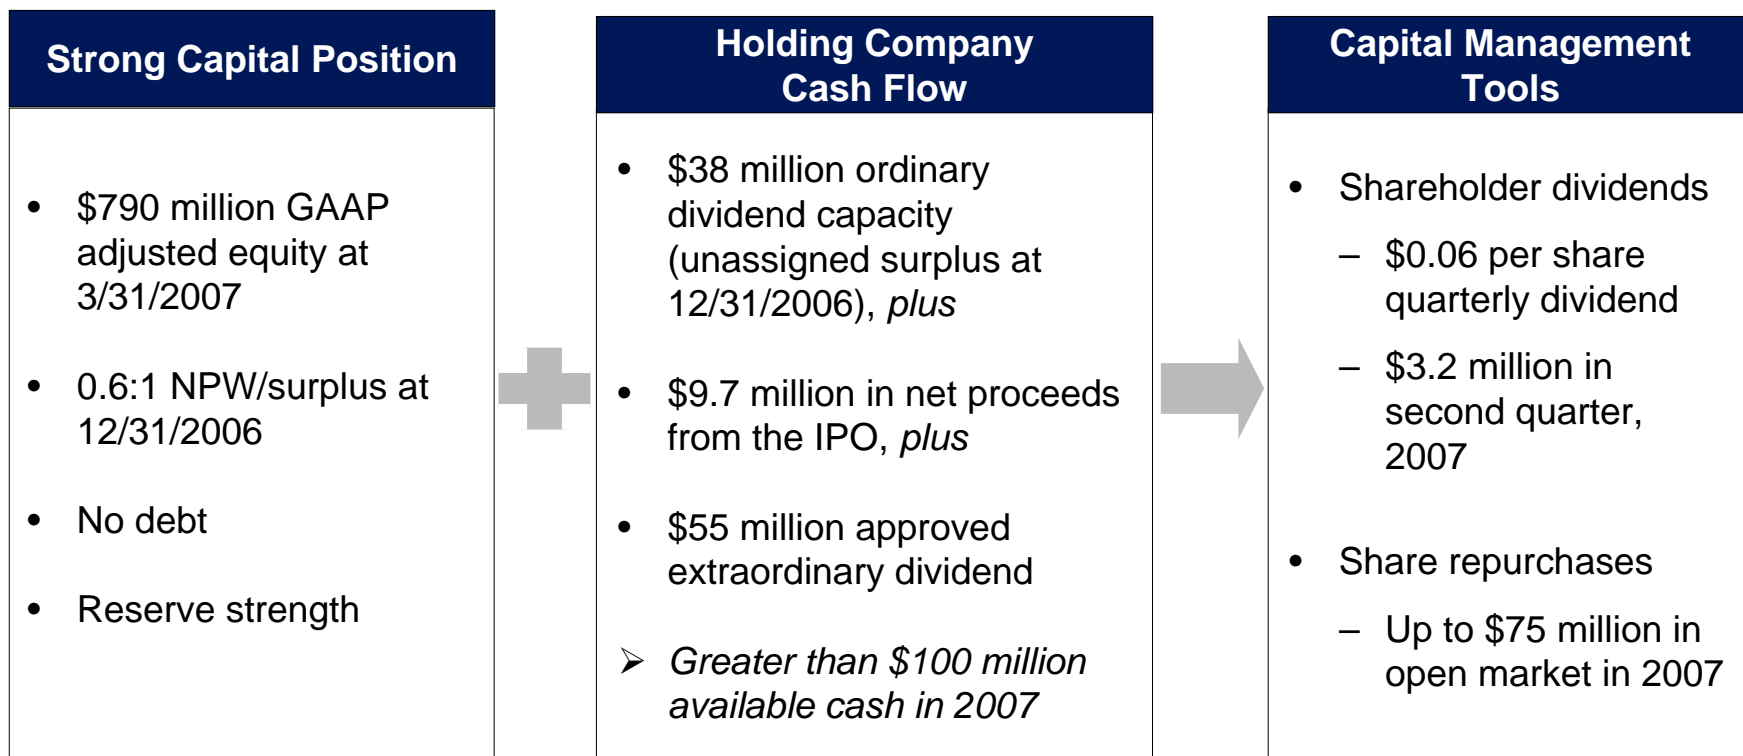 Strong Capital Position
• $790 million GAAP
adjusted equity at
3/31/2007
• 0.6:1 NPW/surplus at
12/31/2006
• No debt
• Reserve strength
Holding Company
Cash Flow
• $38 million ordinary
dividend capacity
(unassigned surplus at
12/31/2006), plus
• $9.7 million in net proceeds
from the IPO, plus
• $55 million approved
extraordinary dividend
➢ Greater than $100 million
available cash in 2007
Capital Management
Tools
• Shareholder dividends
– $0.06 per share
quarterly dividend
– $3.2 million in
second quarter,
2007
• Share repurchases
– Up to $75 million in
open market in 2007